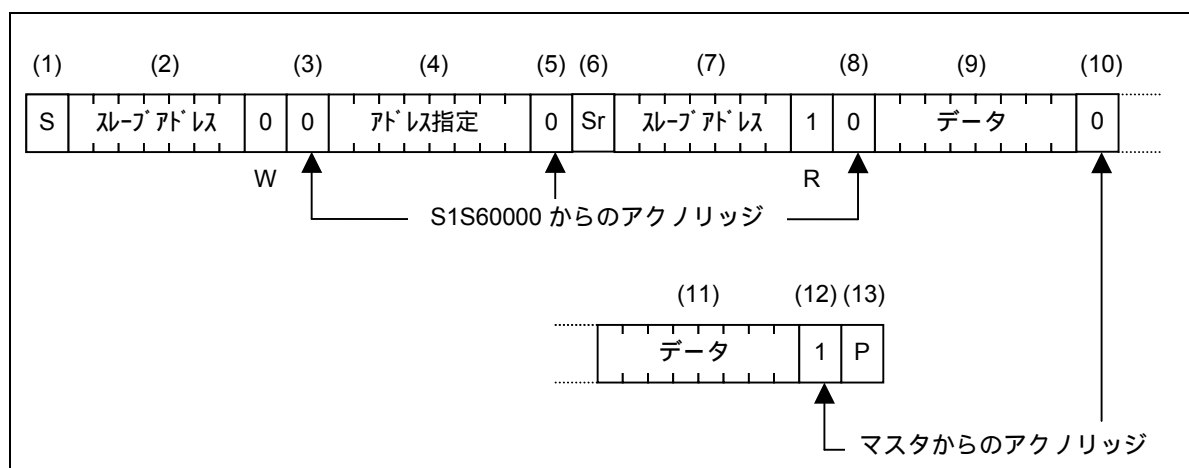 (1) (2) (3) (4) (5) (6) (7) (8) (9) (10)
S ｽﾚｰﾌﾞｱﾄﾞﾚｽ 0 0 ｱﾄﾞﾚｽ指定 0 Sr ｽﾚｰﾌﾞｱﾄﾞﾚｽ 1 0 データ 0
W R
S1S60000 からのアクノリッジ
(11) (12) (13)
データ 1 P
マスタからのアクノリッジ